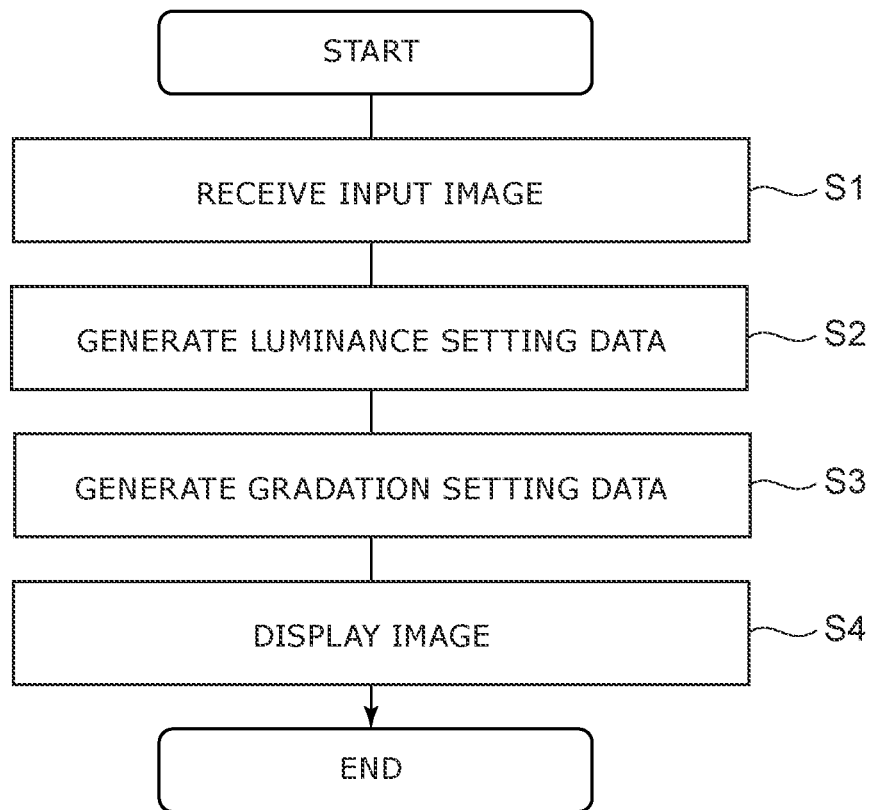 START
RECEIVE INPUT IMAGE
S1
GENERATE LUMINANCE SETTING DATA
S2
GENERATE GRADATION SETTING DATA
S3
DISPLAY IMAGE
S4
END